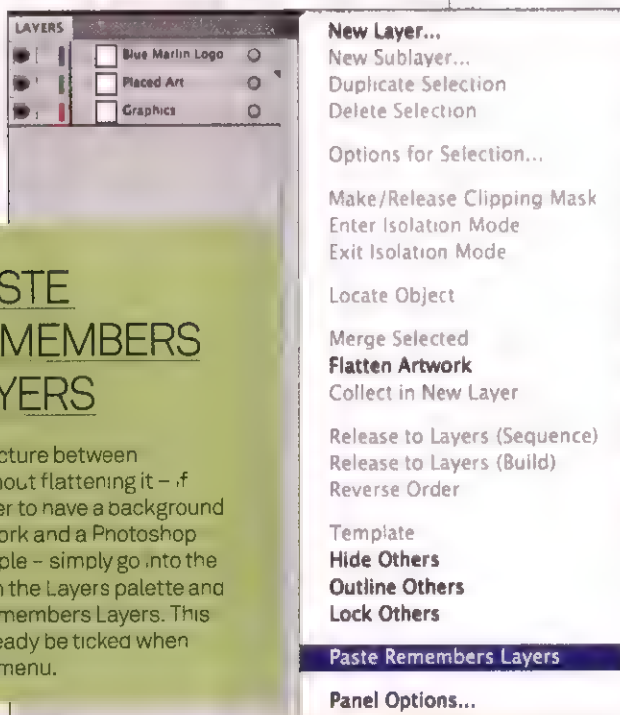 LAYERS
Blue Marlin Logo
Placed Art
Graphics
New Layer...
New Sublayer...
Duplicate Selection
Delete Selection
Options for Selection...
Make/Release Clipping Mask
Enter Isolation Mode
Exit Isolation Mode
Locate Object
Merge Selected
Flatten Artwork
Collect in New Layer
Release to Layers (Sequence)
Release to Layers (Build)
Reverse Order
Template
Hide Others
Outline Others
Lock Others
Paste Remembers Layers
Panel Options...
STE
MEMBERS
YERS
cture between
out flattening it – if
er to have a background
ork and a Photoshop
ple – simply go into the
the Layers palette and
members Layers. This
eady be ticked when
menu.